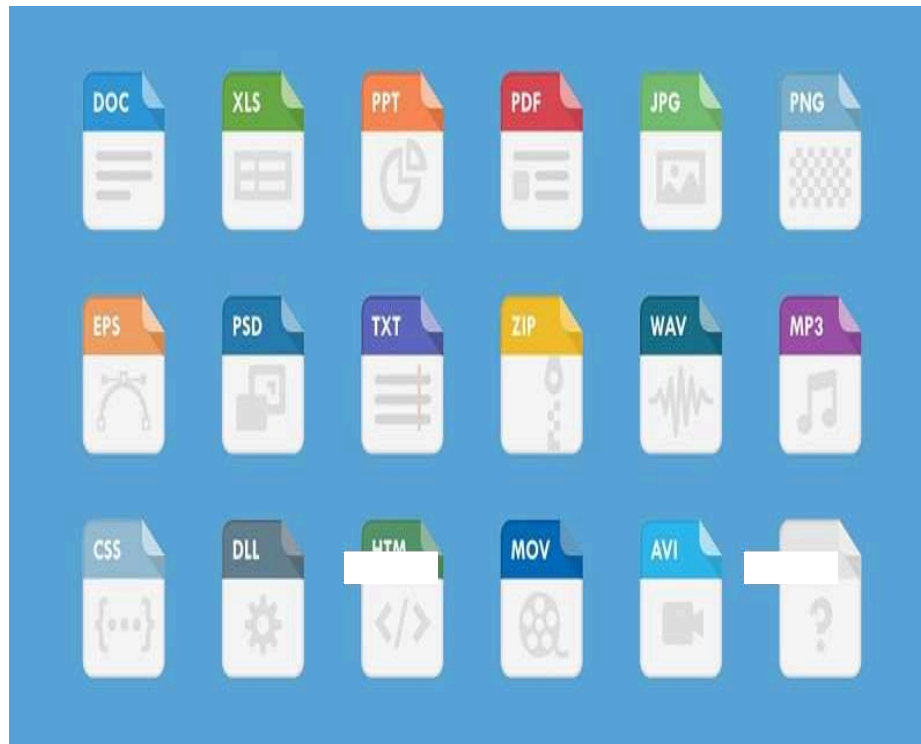 DOC XLS PPT PDF JPG PNG
EPS PSD TXT ZIP WAV MP3
CSS DLL MOV AVI
?